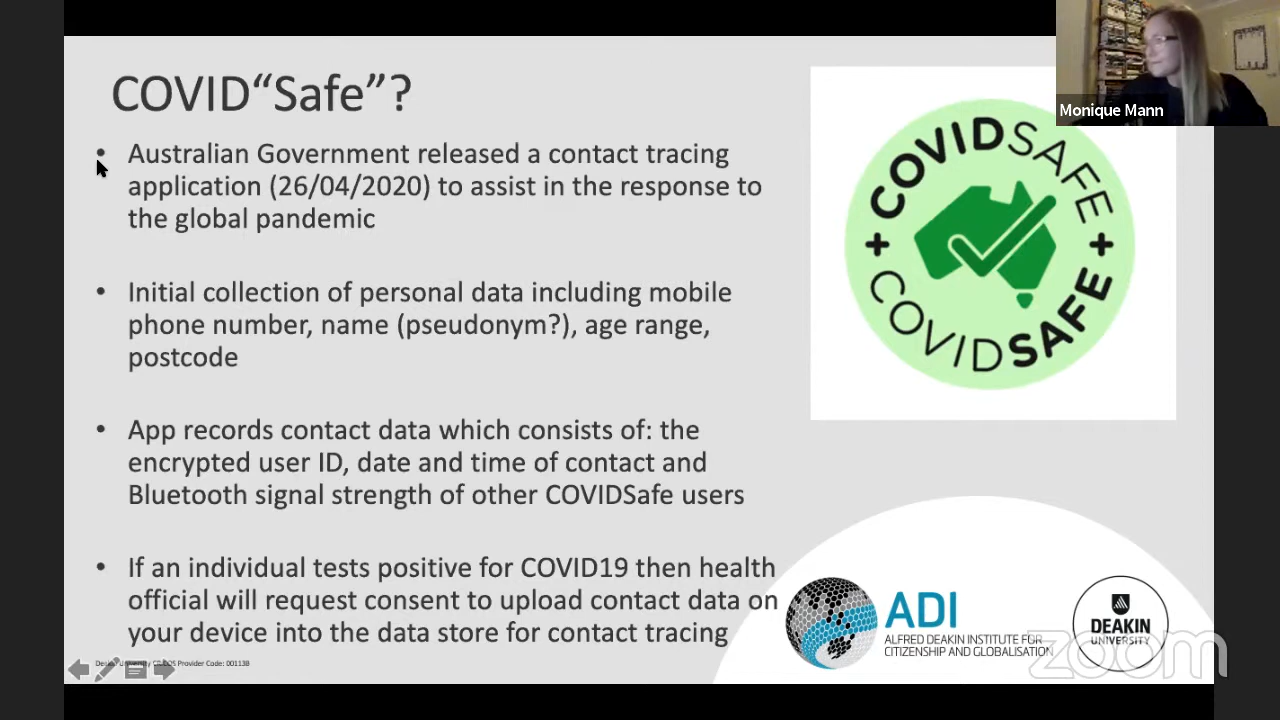 COVID“Safe”?
Monique Mann
• Australian Government released a contact tracing
application (26/04/2020) to assist in the response to
the global pandemic
• Initial collection of personal data including mobile
phone number, name (pseudonym?), age range,
postcode
• App records contact data which consists of: the
encrypted user ID, date and time of contact and
Bluetooth signal strength of other COVIDSafe users
• If an individual tests positive for COVID19 then health
official will request consent to upload contact data on
your device into the data store for contact tracing
COVIDSAFE
COVIDSAFE
ADI
ALFRED DEAKIN INSTITUTE FOR
CITIZENSHIP AND GLOBALISATION
DEAKIN
UNIVERSITY
zoom
University CRICOS Provider Code: 00113B